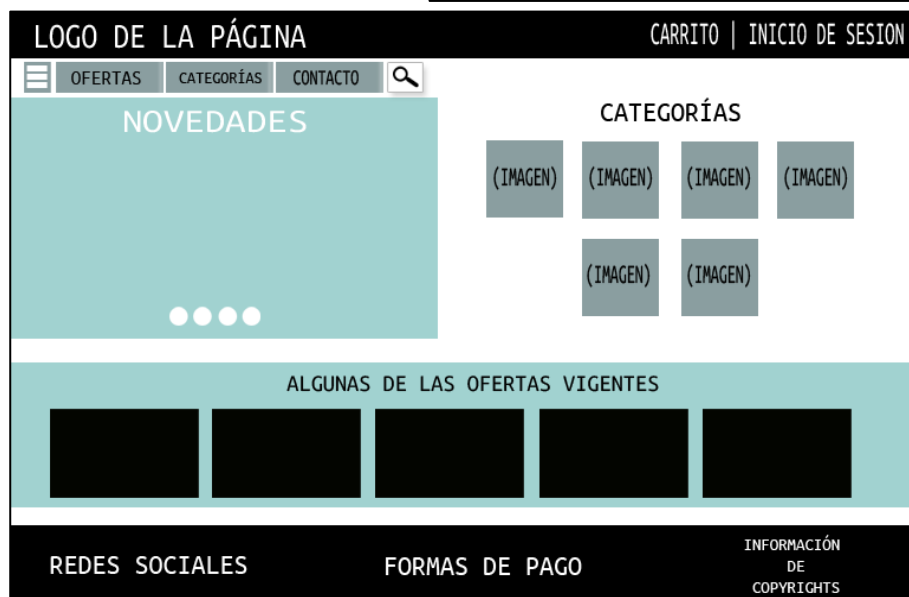 LOGO DE LA PÁGINA
CARRITO | INICIO DE SESION
OFERTAS
CATEGORÍAS
CONTACTO
NOVEDADES
CATEGORÍAS
(IMAGEN)
(IMAGEN)
(IMAGEN)
(IMAGEN)
(IMAGEN)
(IMAGEN)
ALGUNAS DE LAS OFERTAS VIGENTES
REDES SOCIALES
FORMAS DE PAGO
INFORMACIÓN
DE
COPYRIGHTS